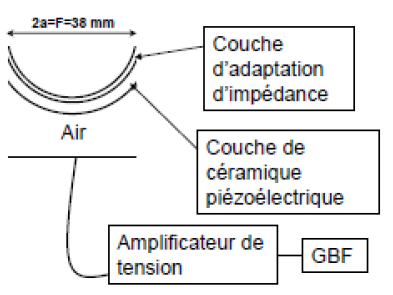 2a=F=38 mm
Couche
d'adaptation
d'impédance
Air
Couche de
céramique
piézoélectrique
Amplificateur de
tension
GBF